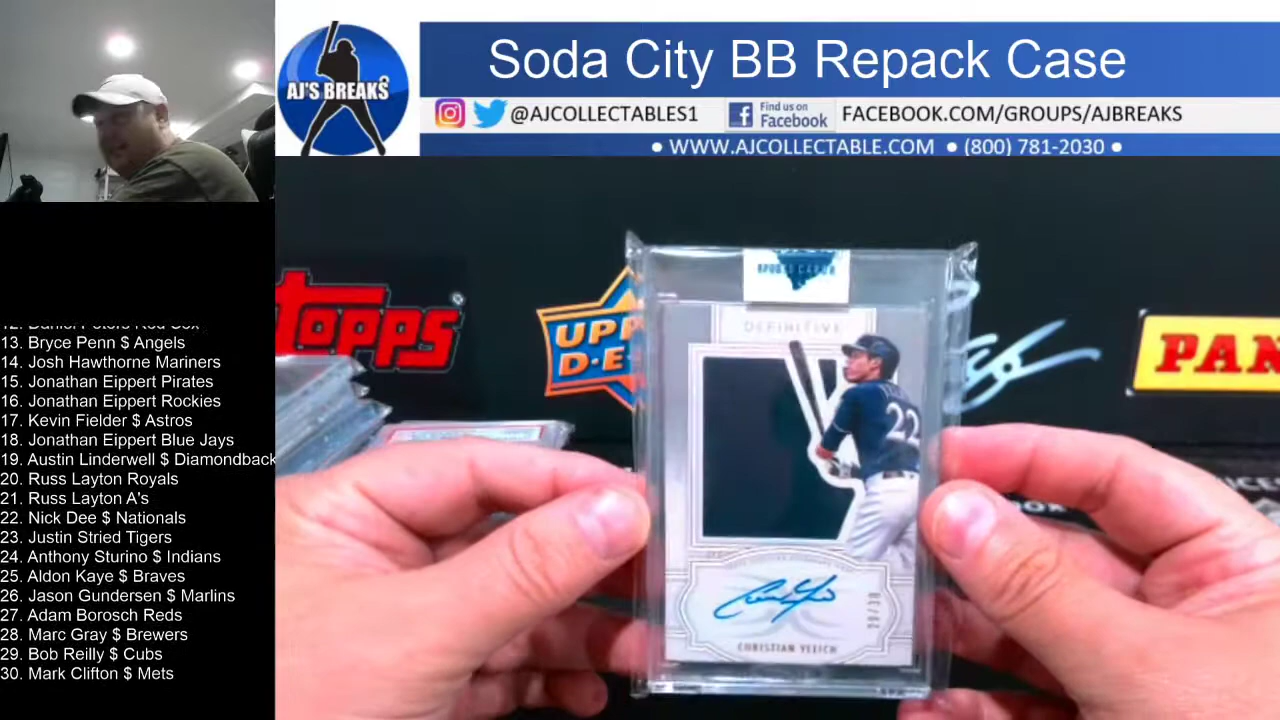 Soda City BB Repack Case
AJ'S BREAKS
@AJCOLLECTABLES1
Find us on
Facebook
FACEBOOK.COM/GROUPS/AJBREAKS
• WWW.AJCOLLECTABLE.COM • (800) 781-2030 •
topps
UPP
D·E
PAN
SPORTS CARDS
DEFINITIVE
22
CHRISTIAN YELICH
13. Bryce Penn $ Angels
14. Josh Hawthorne Mariners
15. Jonathan Eippert Pirates
16. Jonathan Eippert Rockies
17. Kevin Fielder $ Astros
18. Jonathan Eippert Blue Jays
19. Austin Linderwell $ Diamondback
20. Russ Layton Royals
21. Russ Layton A's
22. Nick Dee $ Nationals
23. Justin Stried Tigers
24. Anthony Sturino $ Indians
25. Aldon Kaye $ Braves
26. Jason Gundersen $ Marlins
27. Adam Borosch Reds
28. Marc Gray $ Brewers
29. Bob Reilly $ Cubs
30. Mark Clifton $ Mets